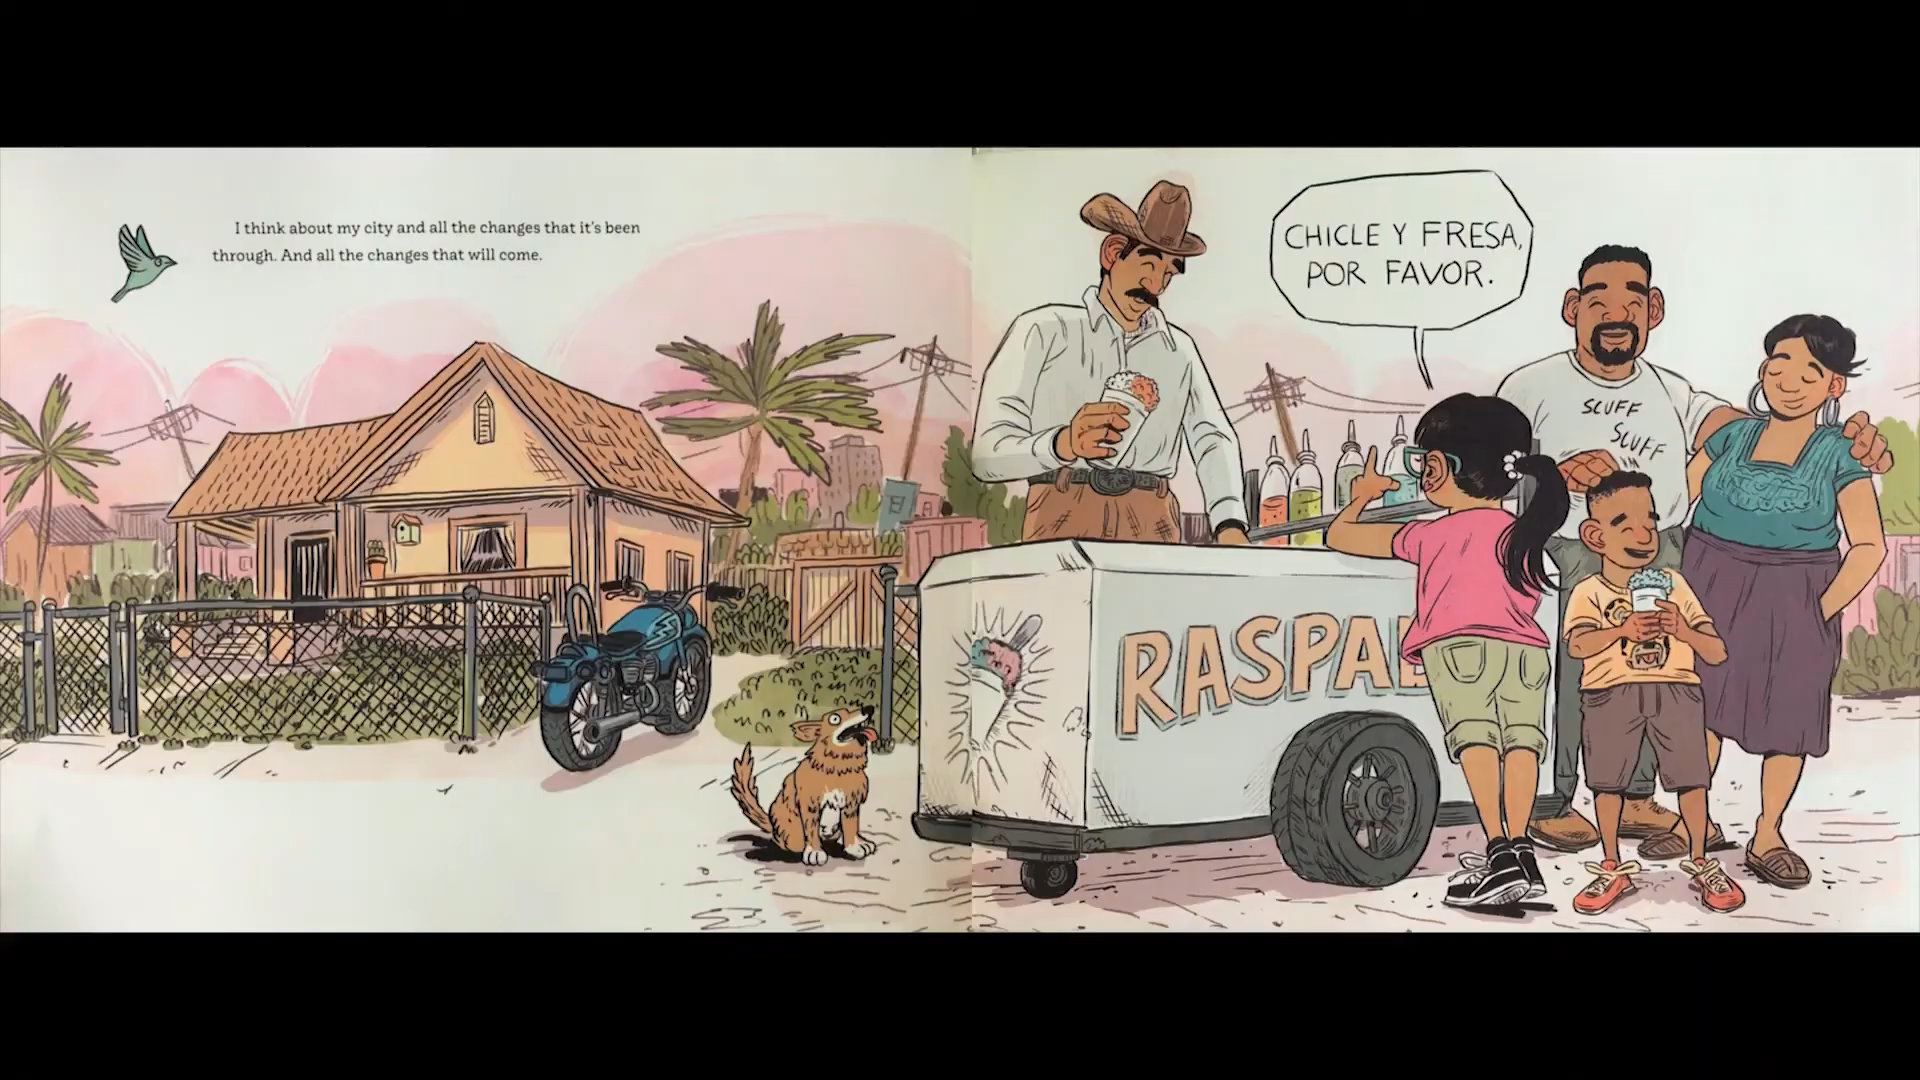 I think about my city and all the changes that it's been
through. And all the changes that will come.
CHICLE Y FRESA,
POR FAVOR.
SCUFF
SCUFF
RASPAD